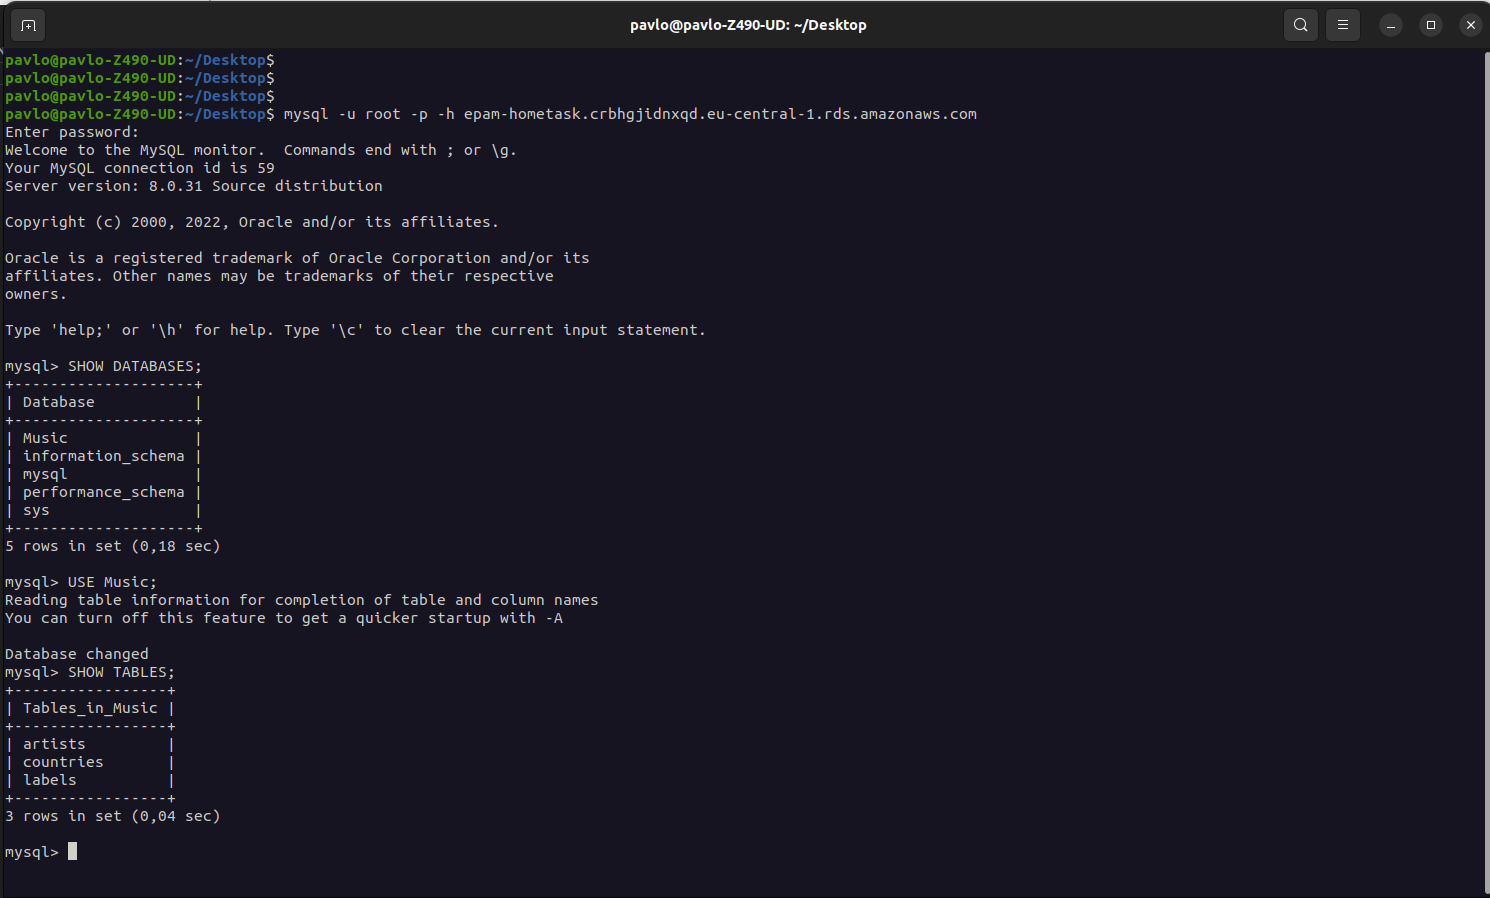 pavlo@pavlo-Z490-UD: ~/Desktop
pavlo@pavlo-Z490-UD:~/Desktop$
pavlo@pavlo-Z490-UD:~/Desktop$
pavlo@pavlo-Z490-UD:~/Desktop$
pavlo@pavlo-Z490-UD:~/Desktop$ mysql -u root -p -h epam-hometask.crbhgjidnxqd.eu-central-1.rds.amazonaws.com
Enter password:
Welcome to the MySQL monitor.  Commands end with ; or \g.
Your MySQL connection id is 59
Server version: 8.0.31 Source distribution

Copyright (c) 2000, 2022, Oracle and/or its affiliates.

Oracle is a registered trademark of Oracle Corporation and/or its
affiliates. Other names may be trademarks of their respective
owners.

Type 'help;' or '\h' for help. Type '\c' to clear the current input statement.

mysql> SHOW DATABASES;
+--------------------+
| Database           |
+--------------------+
| Music              |
| information_schema |
| mysql              |
| performance_schema |
| sys                |
+--------------------+
5 rows in set (0,18 sec)

mysql> USE Music;
Reading table information for completion of table and column names
You can turn off this feature to get a quicker startup with -A

Database changed
mysql> SHOW TABLES;
+-----------------+
| Tables_in_Music |
+-----------------+
| artists         |
| countries       |
| labels          |
+-----------------+
3 rows in set (0,04 sec)

mysql>